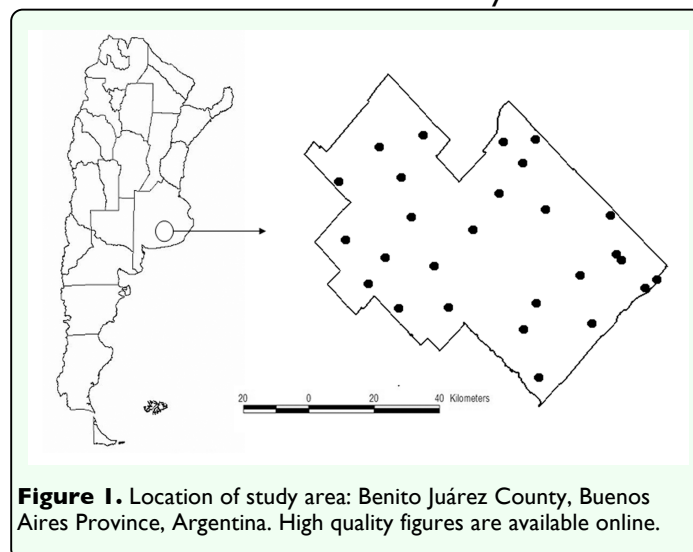 20 0 20 40 Kilometers
Figure 1. Location of study area: Benito Juárez County, Buenos
Aires Province, Argentina. High quality figures are available online.